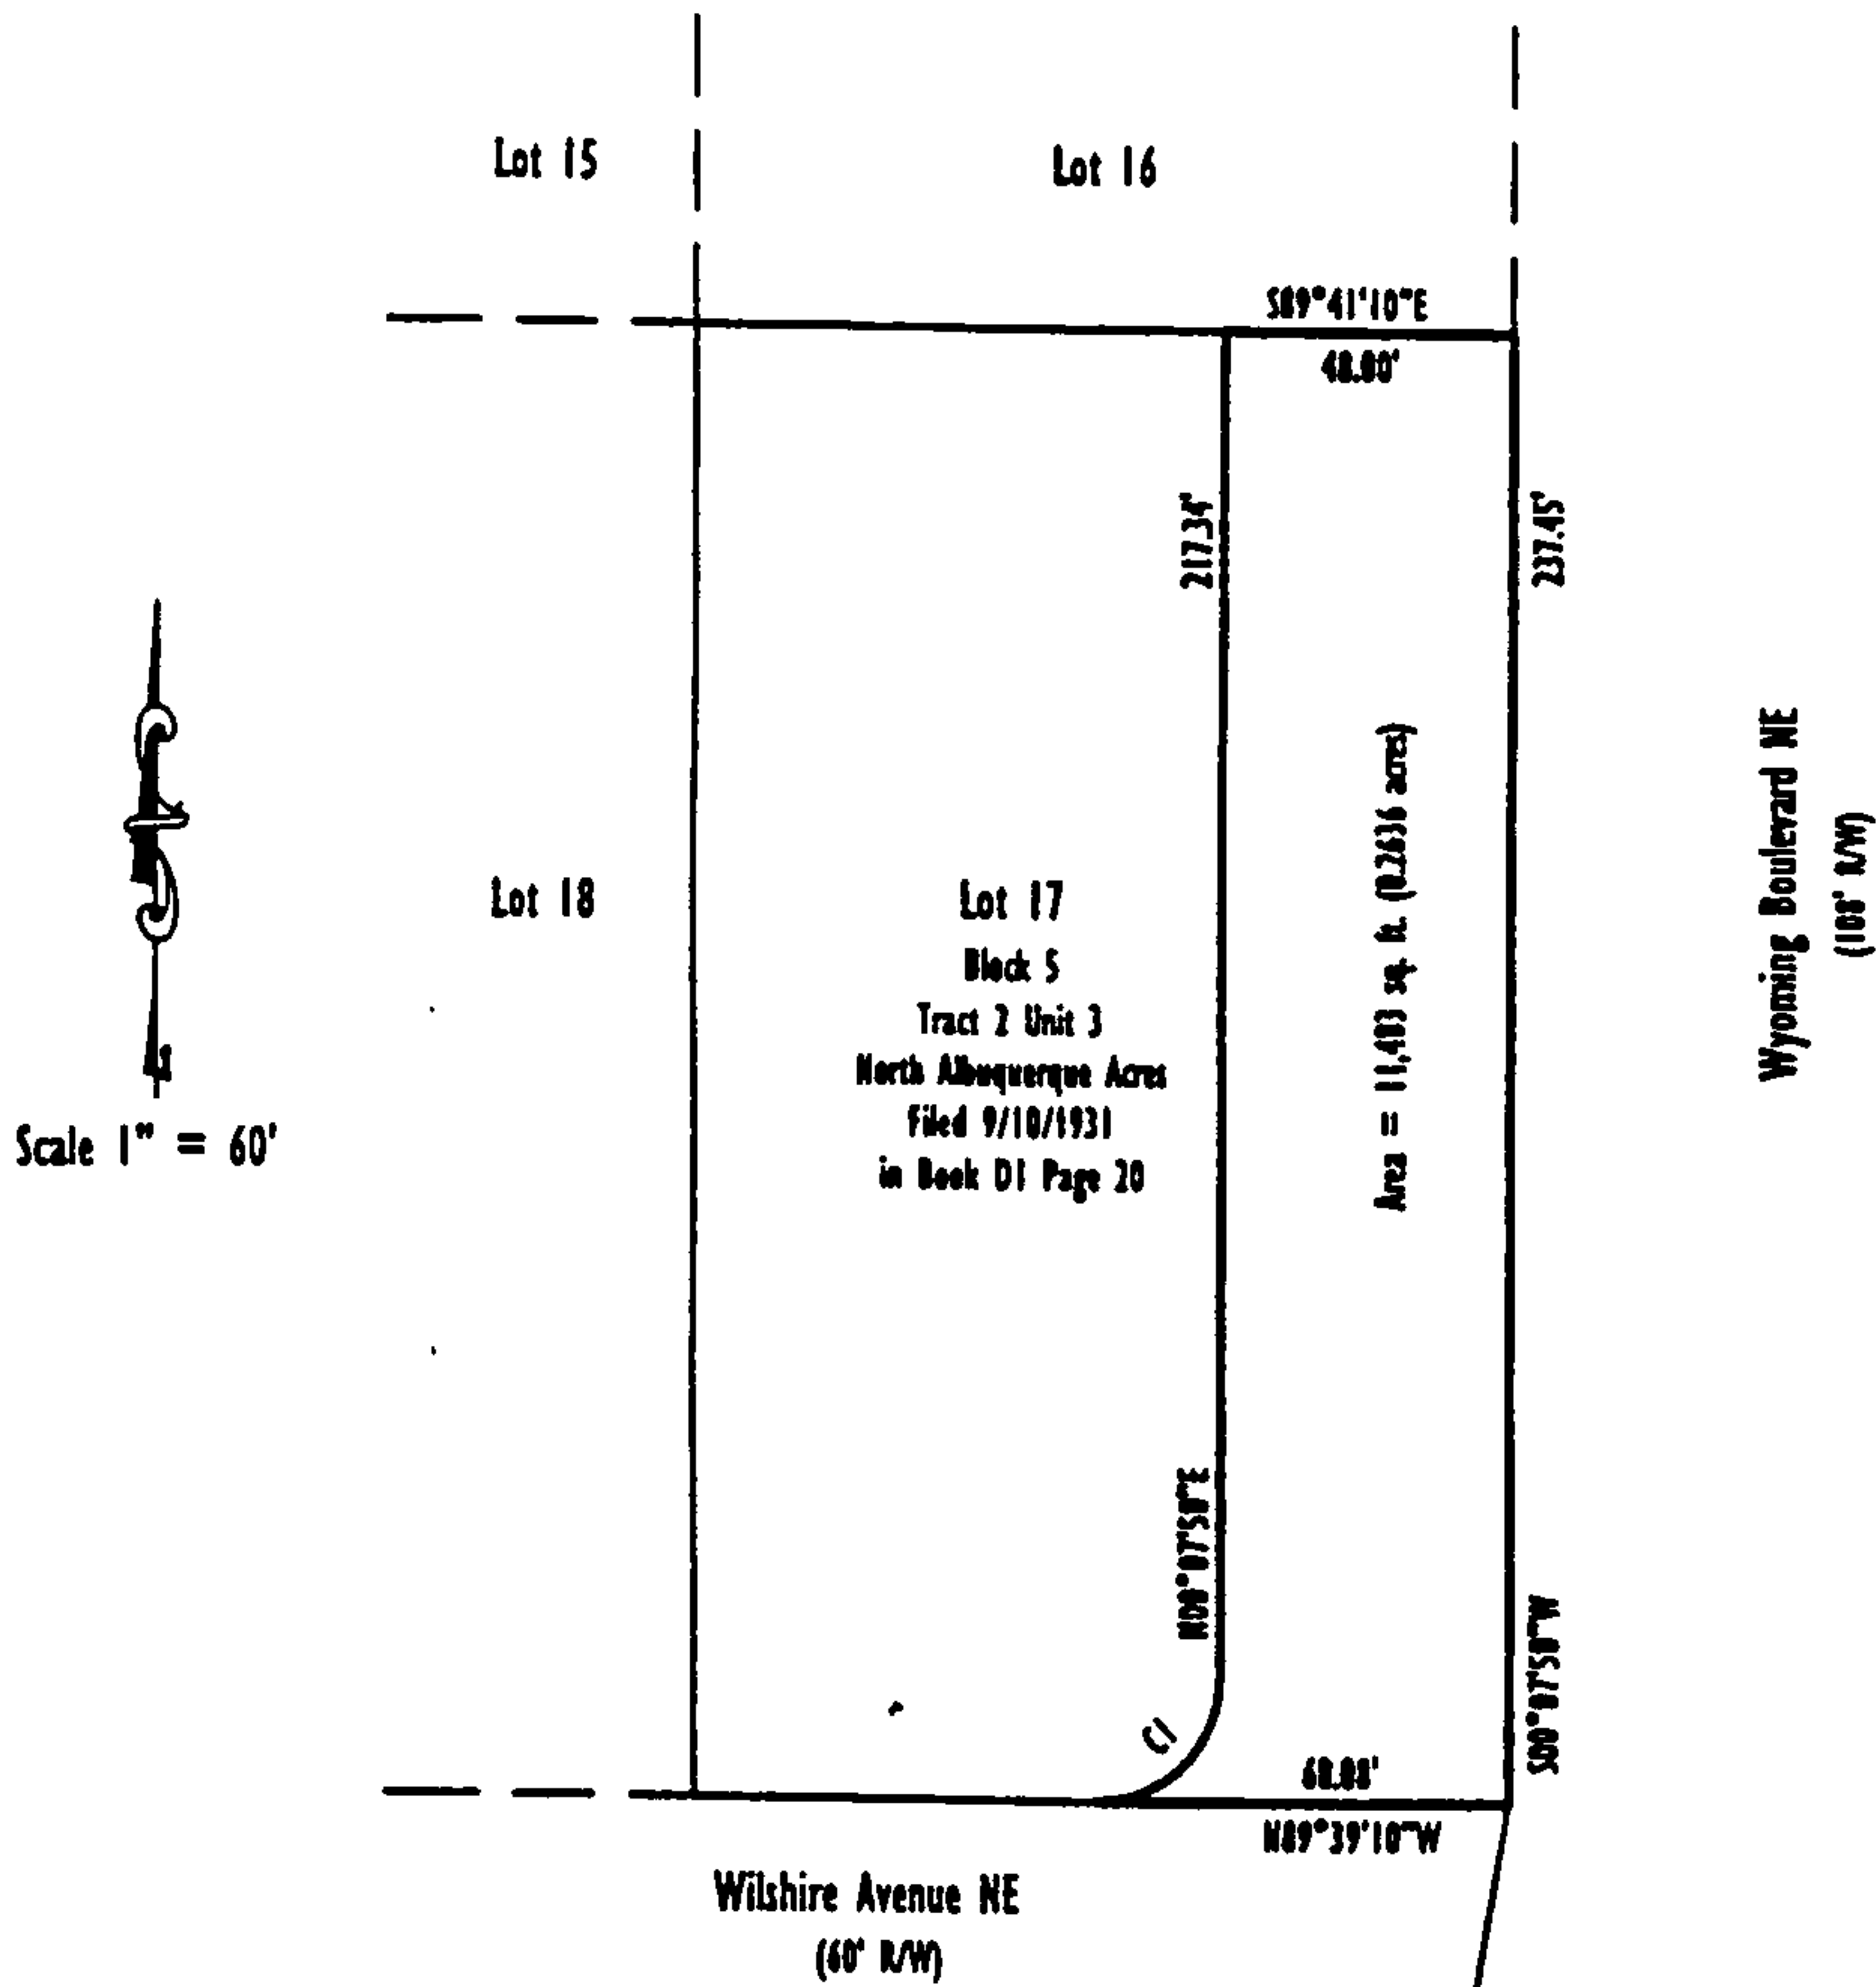 Lot 15
Lot 16
S89°41'10"E
48.00'
217.34'
237.45'
Lot 18
Lot 17
Block 5
Tract 2 Unit 3
North Albuquerque Acres
Filed 9/10/1931
in Book D1 Page 20
Area = 11,483 sq. ft. (0.2636 acres)
Wyoming Boulevard NE
(108' R/W)
Scale 1" = 60'
N00°07'50"E
S00°07'50"W
C1
68.08'
N89°39'10"W
Wilshire Avenue NE
(60' R/W)